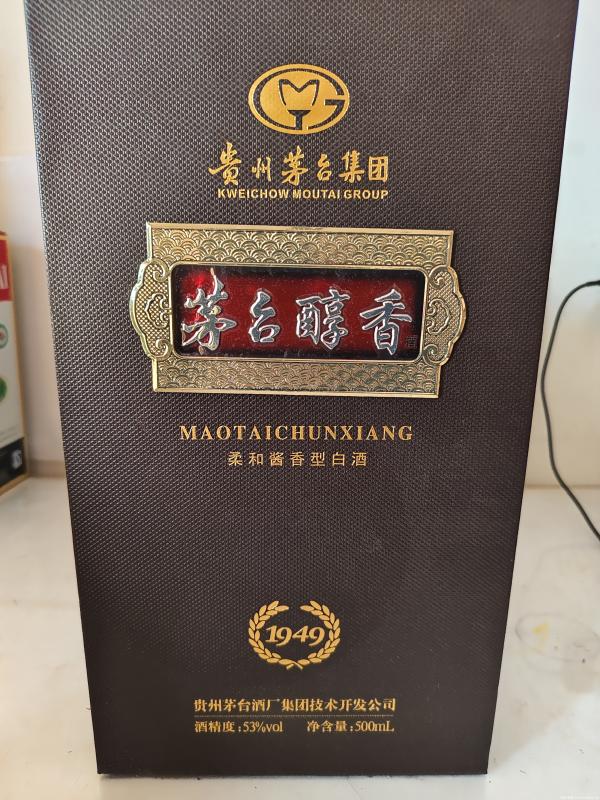 贵州茅台集团
KWEICHOW MOUTAI GROUP
茅台醇香
酒
MAOTAICHUNXIANG
柔和酱香型白酒
1949
贵州茅台酒厂集团技术开发公司
酒精度:53%vol 净含量:500mL